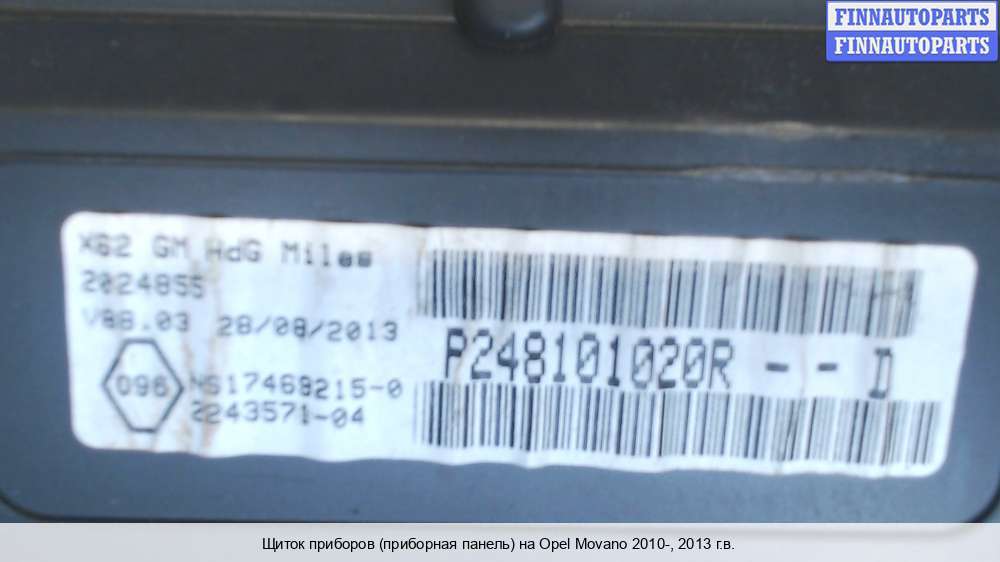 FINNAUTOPARTS
FINNAUTOPARTS
X62 GM HdG Miles
2024855
V88.03 28/08/2013
P248101020R -- D
096
NS17469215-0
2243571-04
Щиток приборов (приборная панель) на Opel Movano 2010-, 2013 г.в.